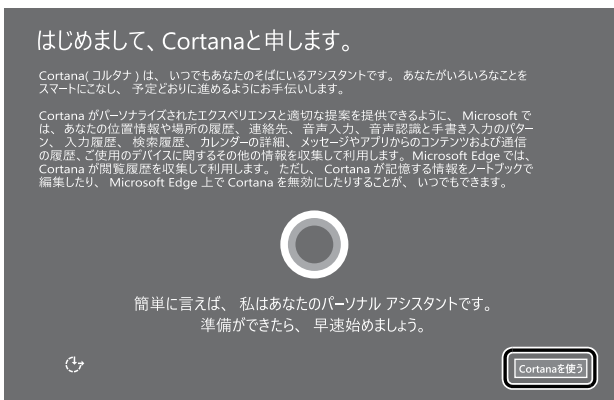 はじめまして、Cortanaと申します。
Cortana( コルタナ ) は、 いつでもあなたのそばにいるアシスタントです。 あなたがいろいろなことを
スマートにこなし、 予定どおりに進めるようにお手伝いします。
Cortana がパーソナライズされたエクスペリエンスと適切な提案を提供できるように、 Microsoft で
は、あなたの位置情報や場所の履歴、 連絡先、 音声入力、 音声認識と手書き入力のパター
ン、 入力履歴、 検索履歴、 カレンダーの詳細、 メッセージやアプリからのコンテンツおよび通信
の履歴、ご使用のデバイスに関するその他の情報を収集して利用します。Microsoft Edge では、
Cortana が閲覧履歴を収集して利用します。 ただし、 Cortana が記憶する情報をノートブックで
編集したり、 Microsoft Edge 上で Cortana を無効にしたりすることが、 いつでもできます。
簡単に言えば、 私はあなたのパーソナル アシスタントです。
準備ができたら、 早速始めましょう。
Cortanaを使う